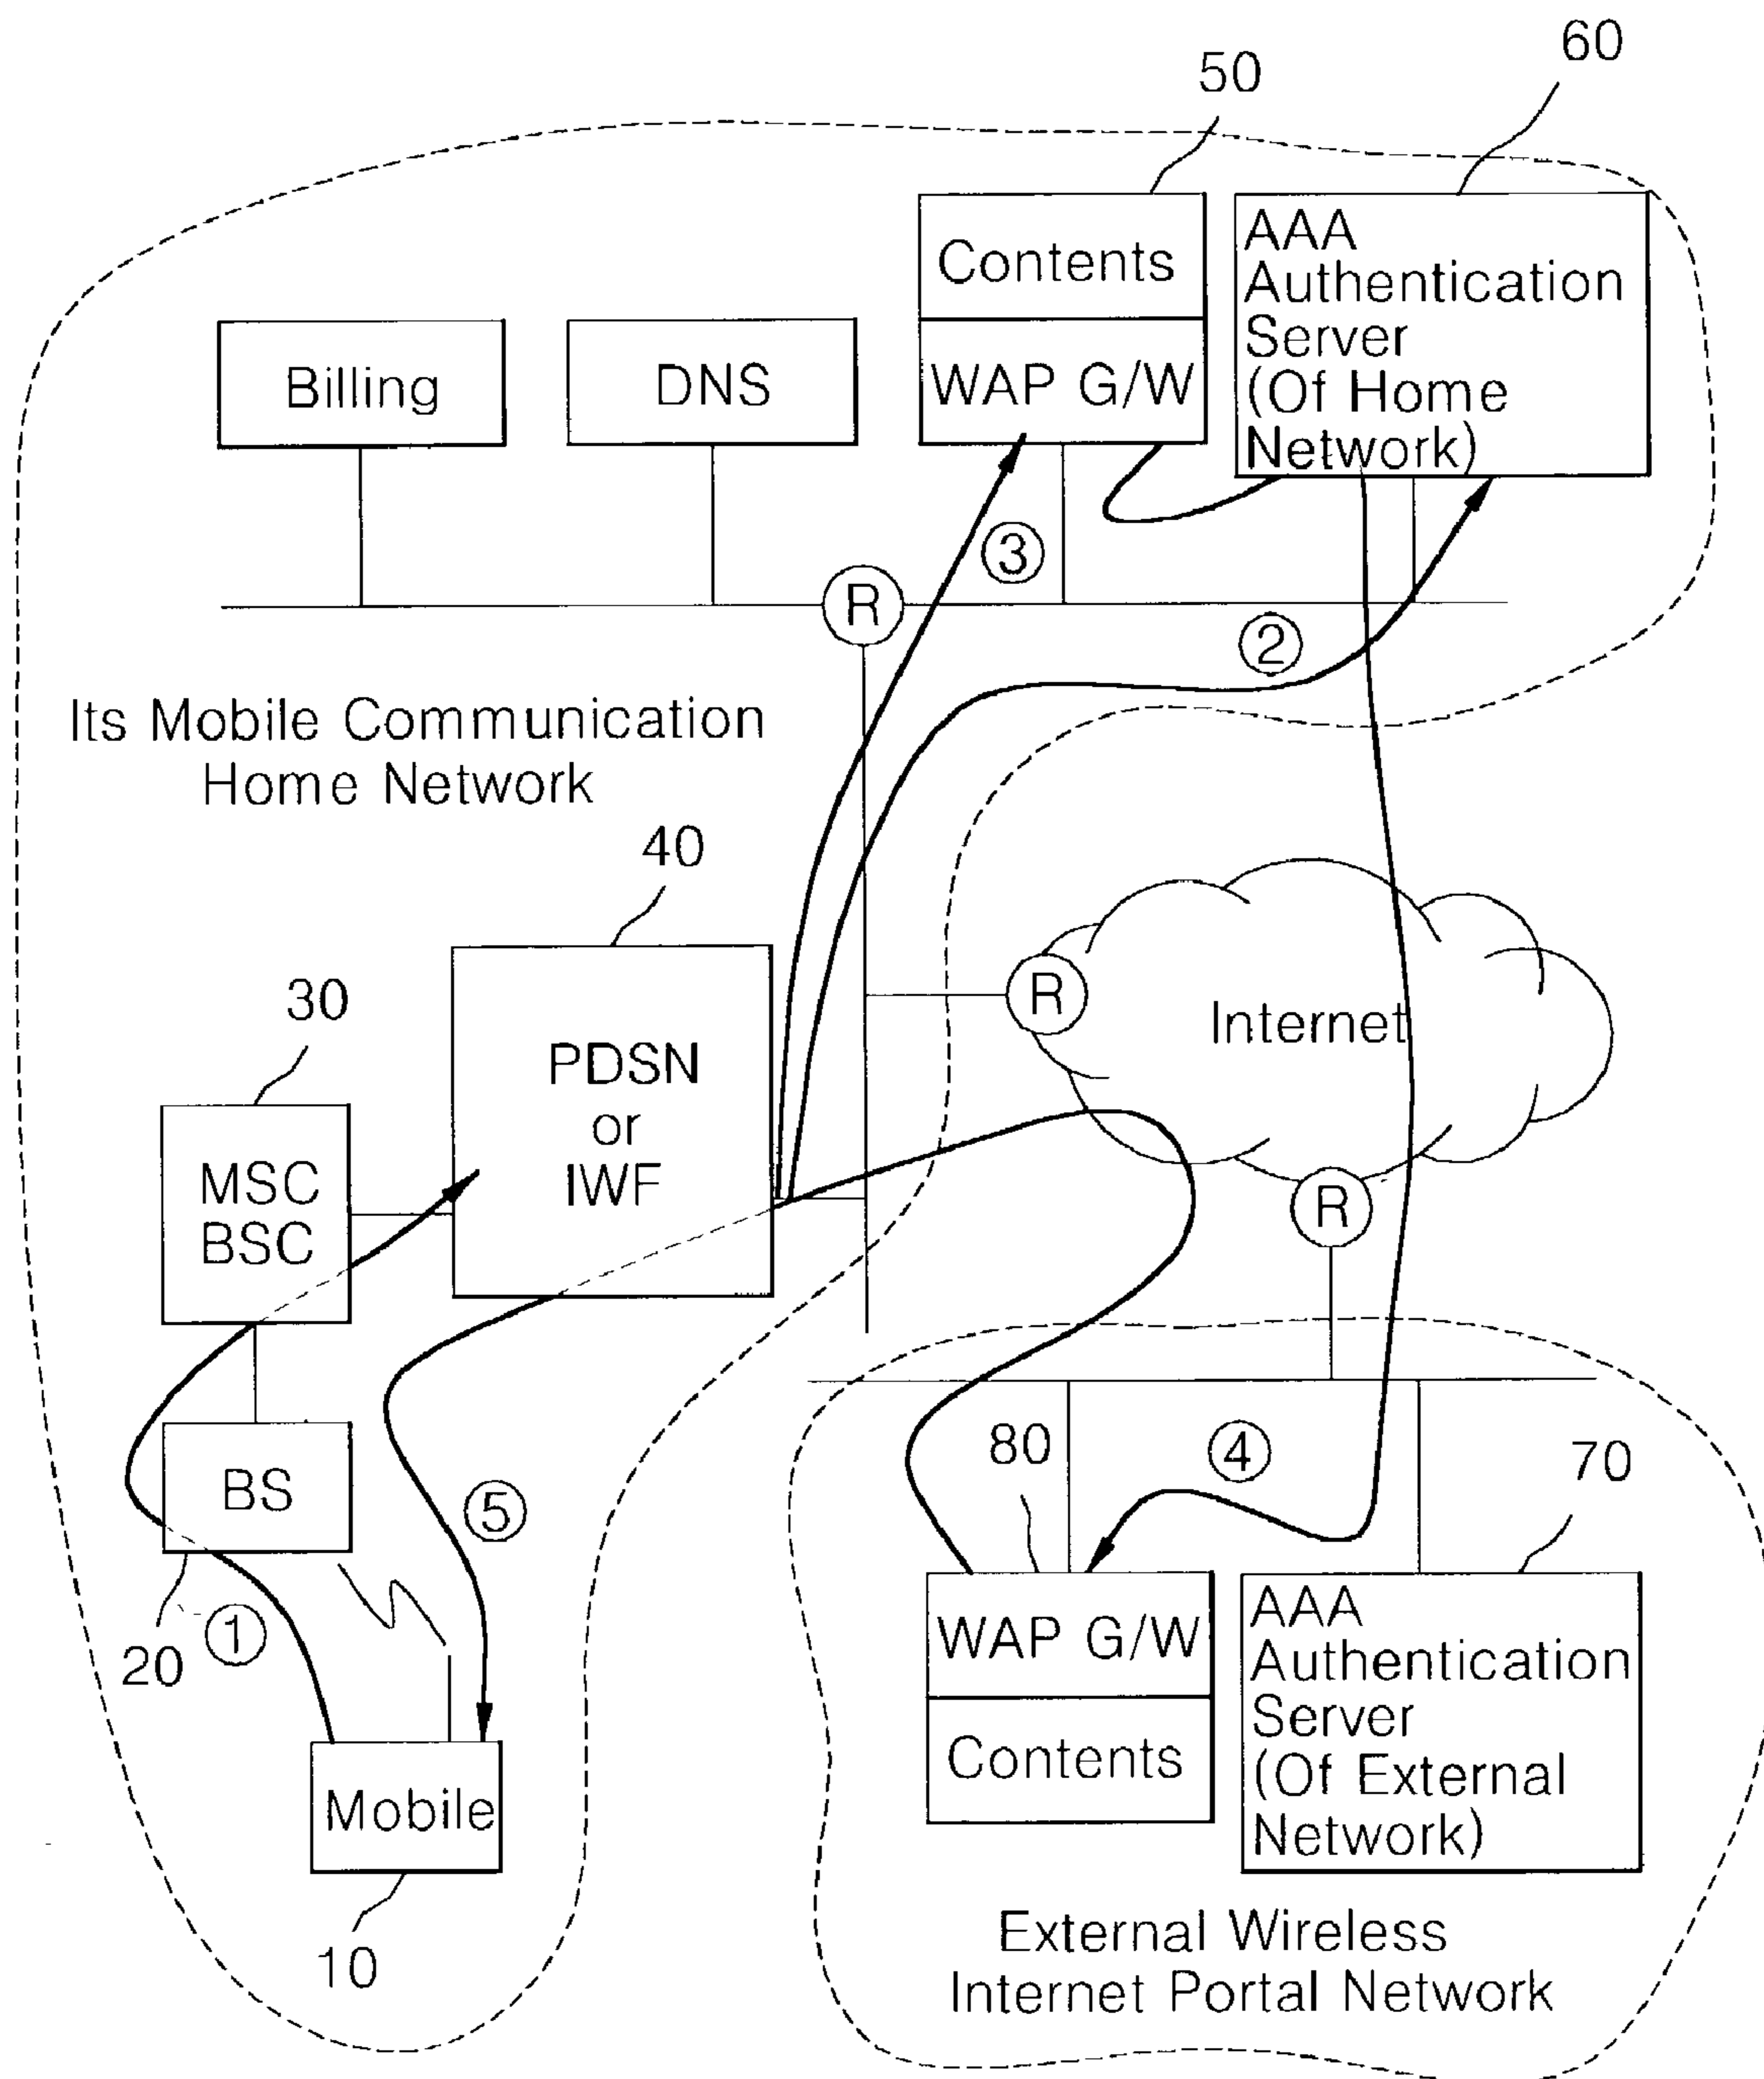 60
50
Contents
WAP G/W
AAA
Authentication
Server
(Of Home
Network)
Billing
DNS
3
R
2
Its Mobile Communication
Home Network
40
30
PDSN
or
IWF
R
Internet
MSC
BSC
R
80
4
70
BS
5
20
1
WAP G/W
Contents
AAA
Authentication
Server
(Of External
Network)
Mobile
10
External Wireless
Internet Portal Network